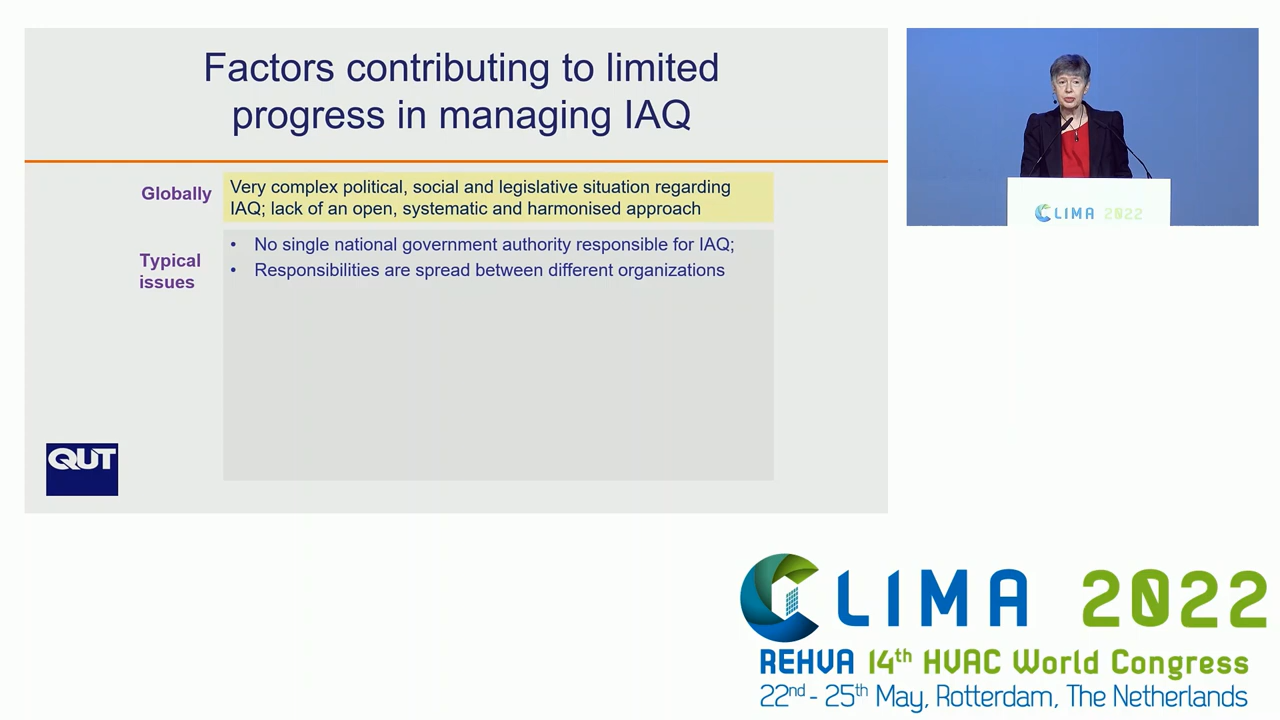 Factors contributing to limited
progress in managing IAQ
Globally
Very complex political, social and legislative situation regarding
IAQ; lack of an open, systematic and harmonised approach
Typical
issues
• No single national government authority responsible for IAQ;
• Responsibilities are spread between different organizations
QUT
CLIMA 2022
CLIMA 2022
REHVA 14th HVAC World Congress
22nd - 25th May, Rotterdam, The Netherlands